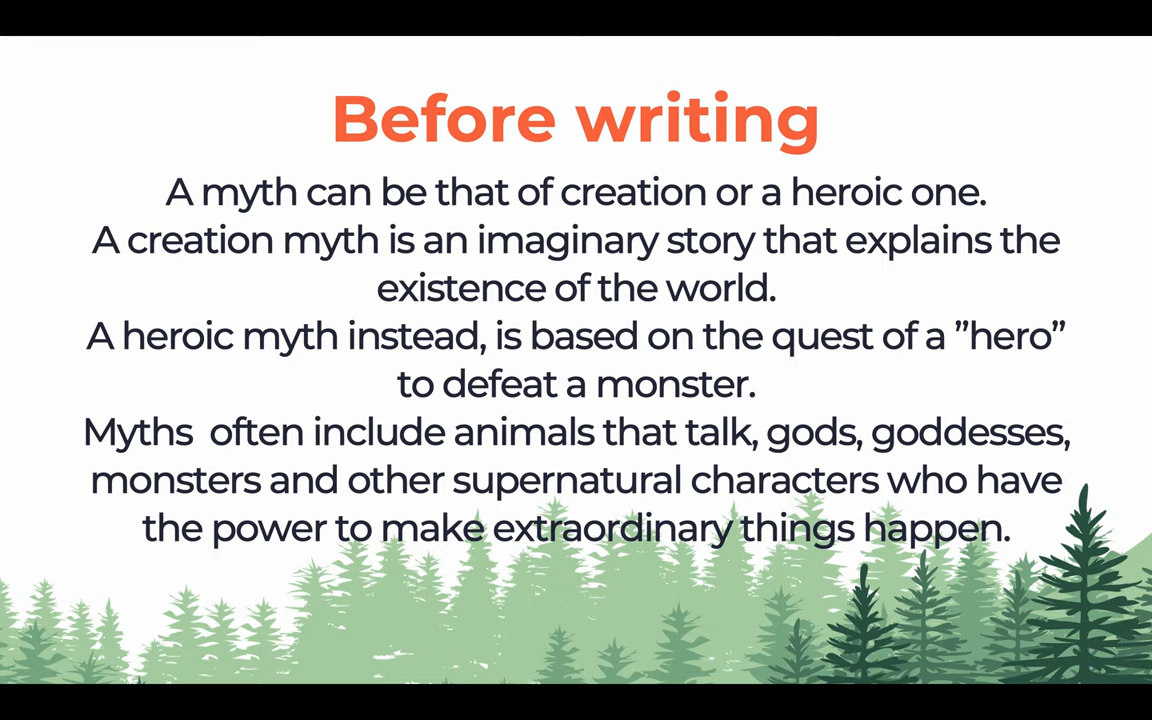 Before writing
A myth can be that of creation or a heroic one.
A creation myth is an imaginary story that explains the
existence of the world.
A heroic myth instead, is based on the quest of a ”hero”
to defeat a monster.
Myths  often include animals that talk, gods, goddesses,
monsters and other supernatural characters who have
the power to make extraordinary things happen.